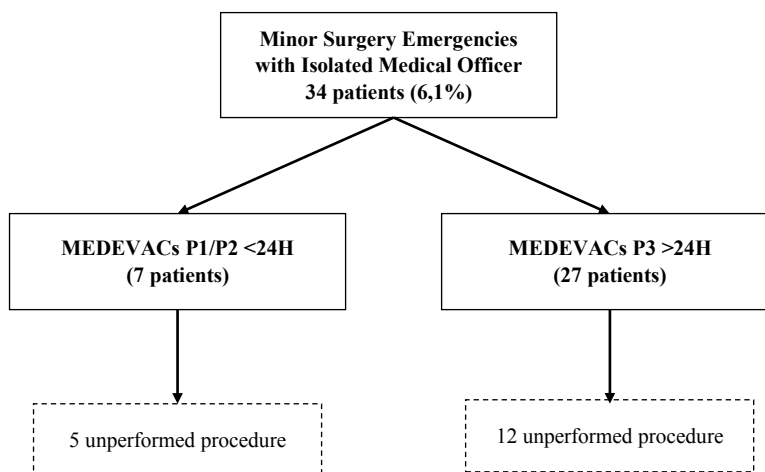 Minor Surgery Emergencies
with Isolated Medical Officer
34 patients (6,1%)
MEDEVACs P1/P2 <24H
(7 patients)
MEDEVACs P3 >24H
(27 patients)
5 unperformed procedure
12 unperformed procedure